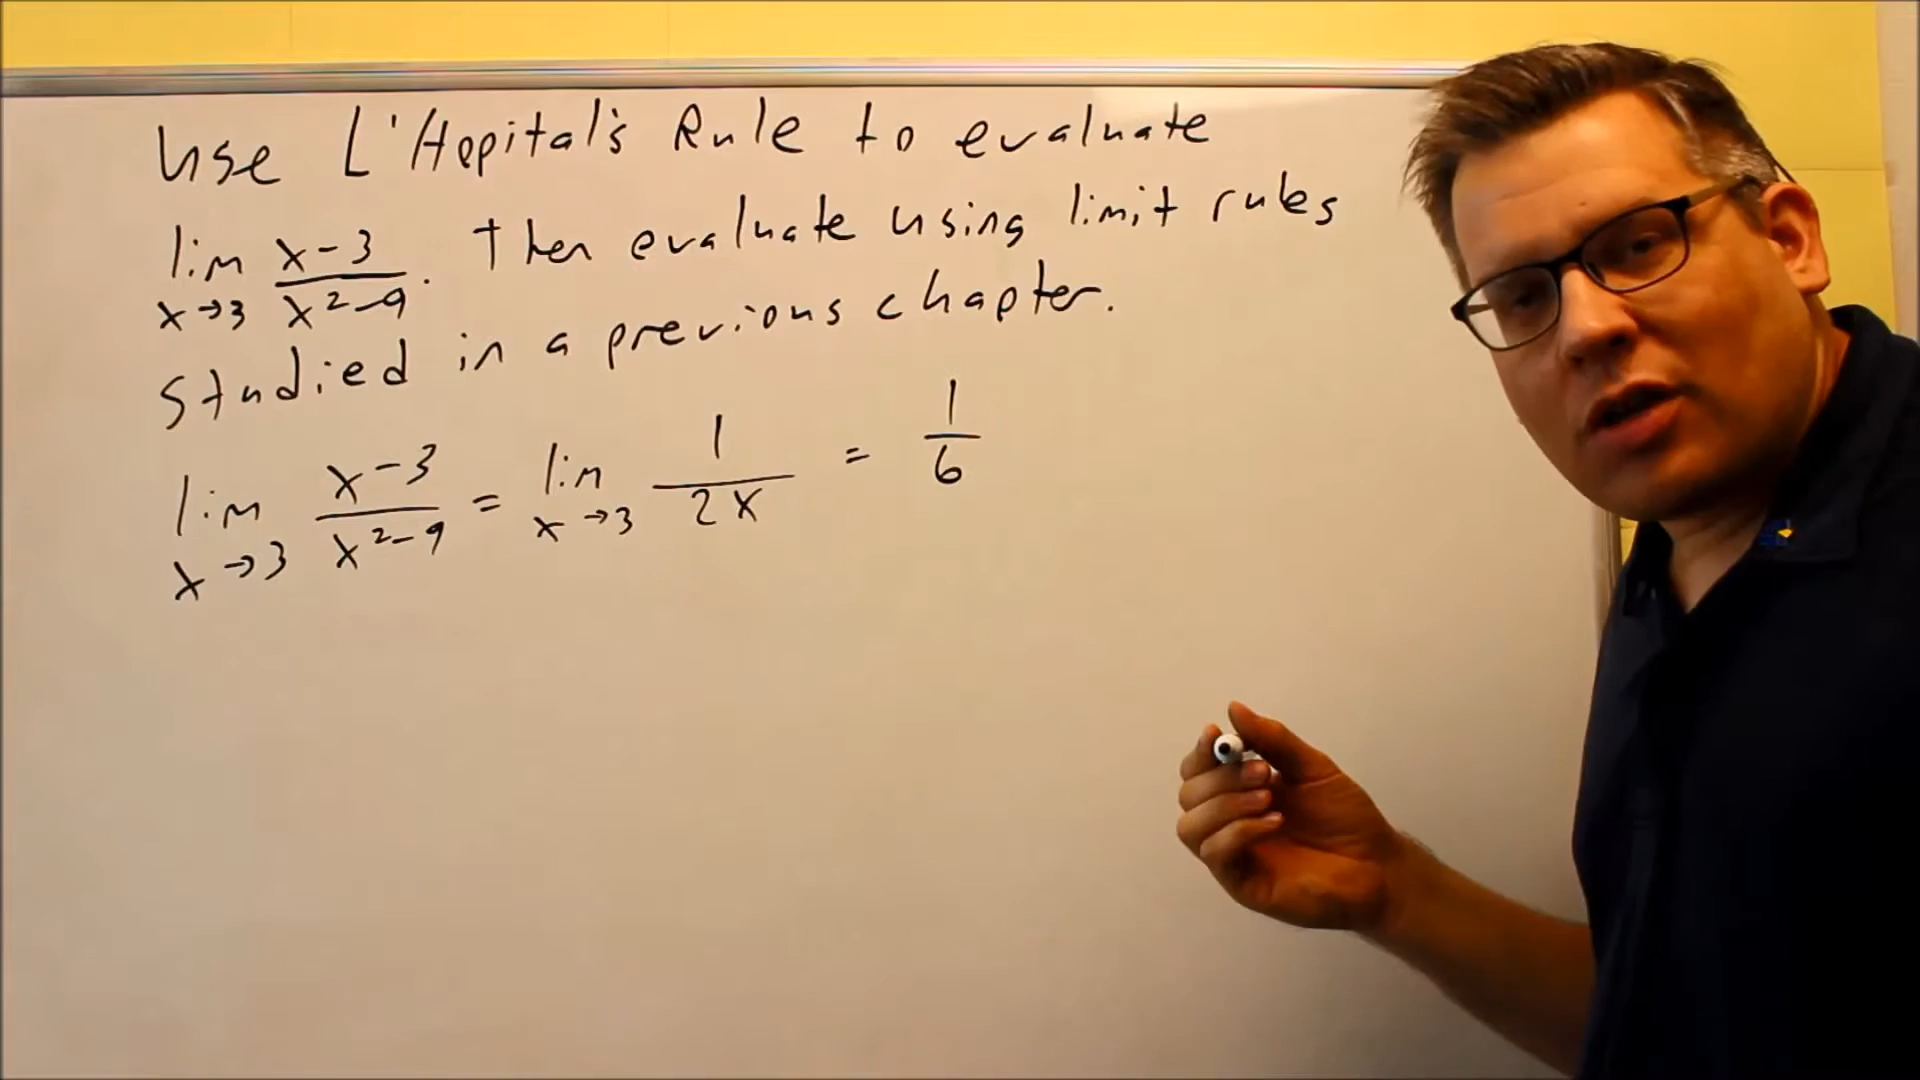 Use L'Hopital's Rule to evaluate
lim x→3 (x-3)/(x²-9). Then evaluate using limit rules
studied in a previous chapter.
lim x→3 (x-3)/(x²-9) = lim x→3 1/(2x) = 1/6